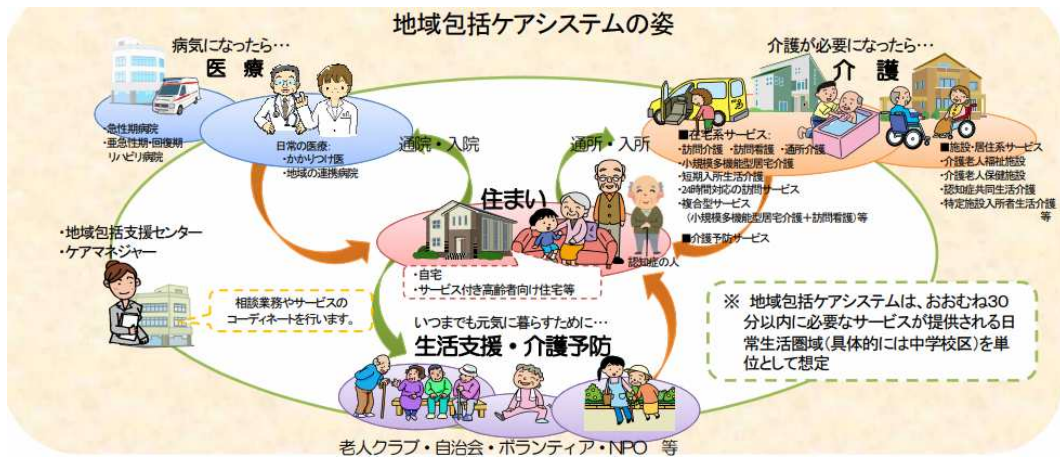 地域包括ケアシステムの姿
病気になったら…
医 療
・急性期病院
・亜急性期・回復期
リハビリ病院
日常の医療:
・かかりつけ医
・地域の連携病院
通院・入院
通所・入所
介護が必要になったら…
介 護
■在宅系サービス:
・訪問介護 ・訪問看護 ・通所介護
・小規模多機能型居宅介護
・短期入所生活介護
・24時間対応の訪問サービス
・複合型サービス
(小規模多機能型居宅介護+訪問看護)等
■介護予防サービス
■施設・居住系サービス
・介護老人福祉施設
・介護老人保健施設
・認知症共同生活介護
・特定施設入所者生活介護
等
住まい
認知症の人
・自宅
・サービス付き高齢者向け住宅等
・地域包括支援センター
・ケアマネジャー
相談業務やサービスの
コーディネートを行います。
いつまでも元気に暮らすために…
生活支援・介護予防
老人クラブ・自治会・ボランティア・NPO 等
※ 地域包括ケアシステムは、おおむね30
分以内に必要なサービスが提供される日
常生活圏域(具体的には中学校区)を単
位として想定